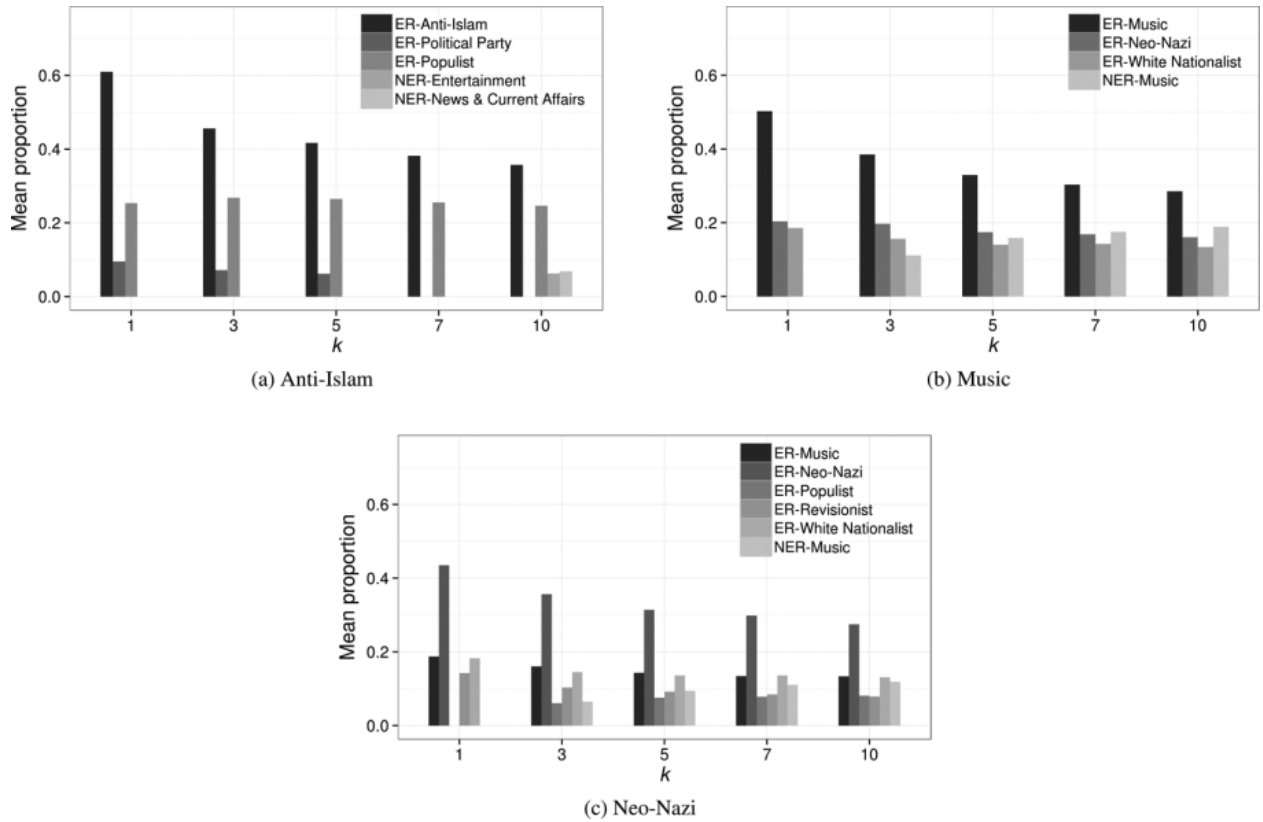 ER-Anti-Islam
ER-Political Party
ER-Populist
NER-Entertainment
NER-News & Current Affairs
Mean proportion
0.6
0.4
0.2
0.0
1 3 5 7 10
k
(a) Anti-Islam
ER-Music
ER-Neo-Nazi
ER-White Nationalist
NER-Music
Mean proportion
0.6
0.4
0.2
0.0
1 3 5 7 10
k
(b) Music
ER-Music
ER-Neo-Nazi
ER-Populist
ER-Revisionist
ER-White Nationalist
NER-Music
Mean proportion
0.6
0.4
0.2
0.0
1 3 5 7 10
k
(c) Neo-Nazi